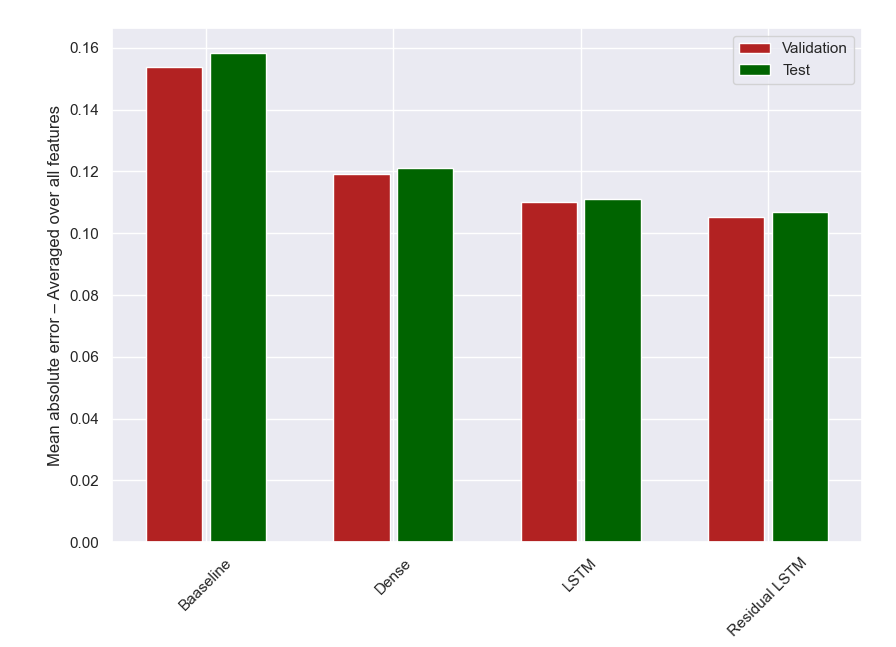 Validation
Test
Mean absolute error – Averaged over all features
0.16
0.14
0.12
0.10
0.08
0.06
0.04
0.02
0.00
Baaseline
Dense
LSTM
Residual LSTM